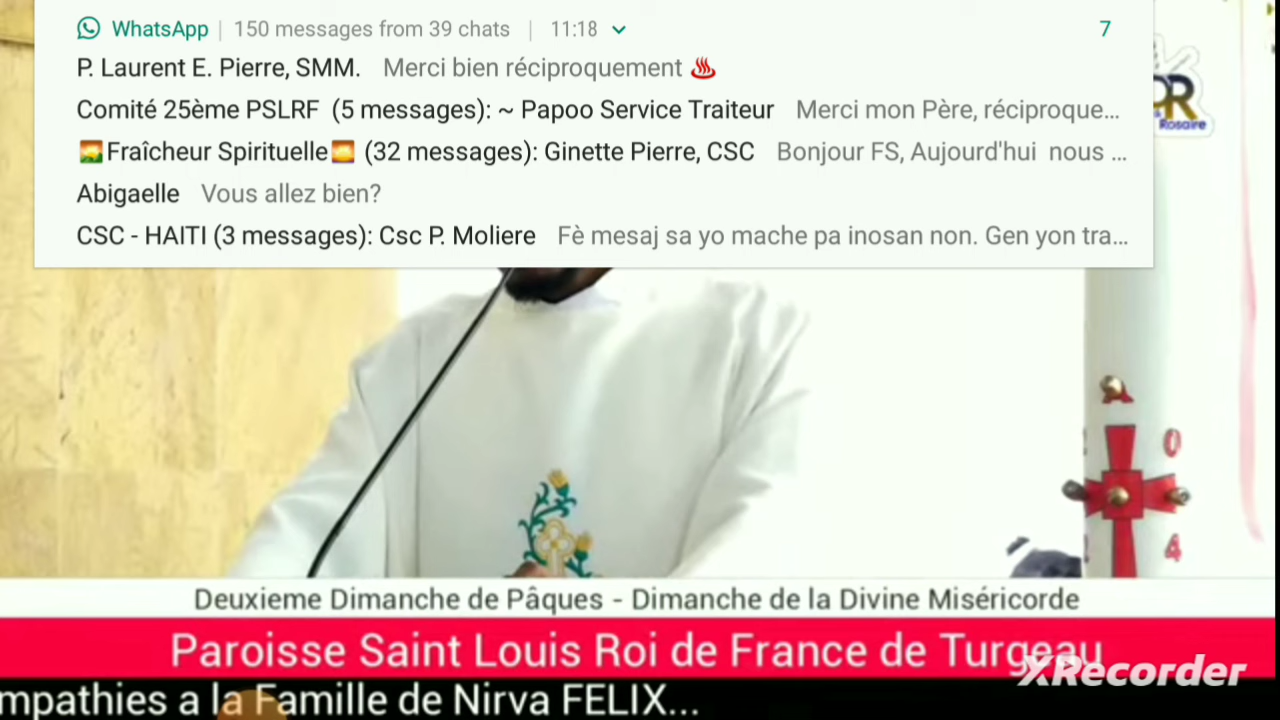 WhatsApp | 150 messages from 39 chats | 11:18 7
P. Laurent E. Pierre, SMM. Merci bien réciproquement ♨️
Comité 25ème PSLRF (5 messages): ~ Papoo Service Traiteur Merci mon Père, réciproque...
🌄Fraîcheur Spirituelle🌅 (32 messages): Ginette Pierre, CSC Bonjour FS, Aujourd'hui nous ...
Abigaelle Vous allez bien?
CSC - HAITI (3 messages): Csc P. Moliere Fè mesaj sa yo mache pa inosan non. Gen yon tra...
Rosaire
A
0
4
Deuxieme Dimanche de Pâques - Dimanche de la Divine Miséricorde
Paroisse Saint Louis Roi de France de Turgeau
XRecorder
mpathies a la Famille de Nirva FELIX...